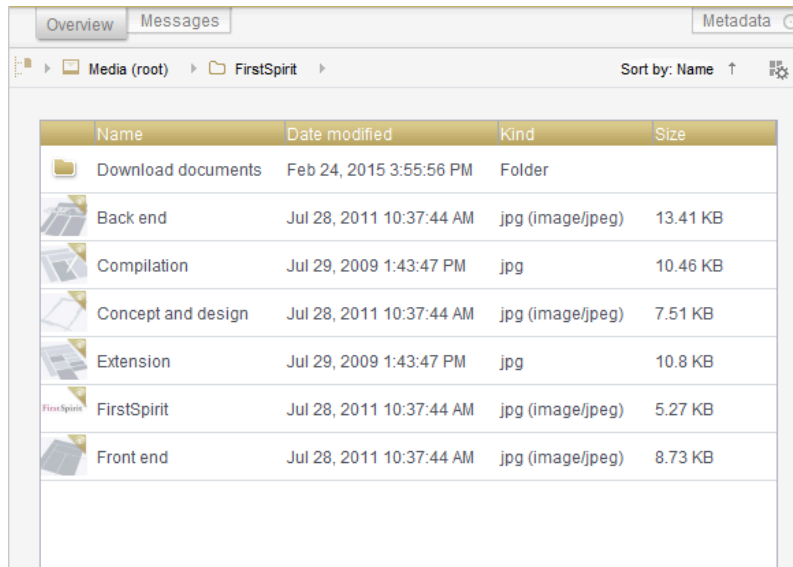 Overview Messages Metadata
Media (root) FirstSpirit Sort by: Name ↑
Name Date modified Kind Size
Download documents Feb 24, 2015 3:55:56 PM Folder
Back end Jul 28, 2011 10:37:44 AM jpg (image/jpeg) 13.41 KB
Compilation Jul 29, 2009 1:43:47 PM jpg 10.46 KB
Concept and design Jul 28, 2011 10:37:44 AM jpg (image/jpeg) 7.51 KB
Extension Jul 29, 2009 1:43:47 PM jpg 10.8 KB
FirstSpirit FirstSpirit Jul 28, 2011 10:37:44 AM jpg (image/jpeg) 5.27 KB
Front end Jul 28, 2011 10:37:44 AM jpg (image/jpeg) 8.73 KB